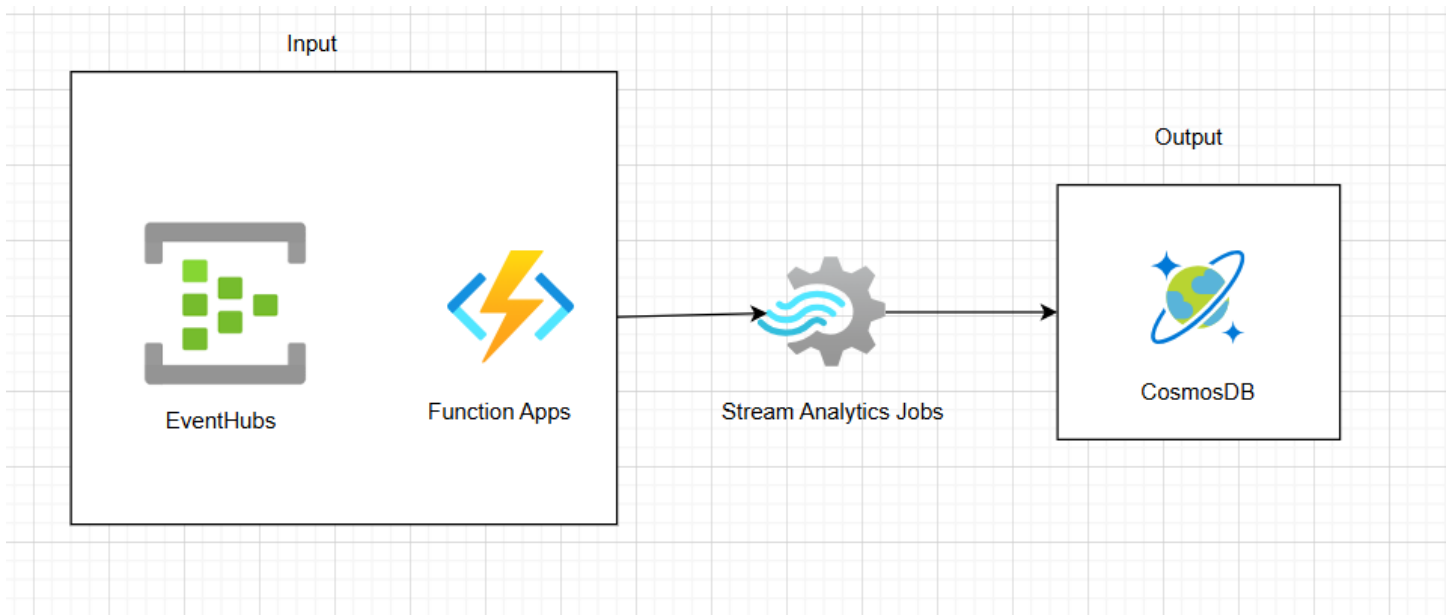 Input
Output
EventHubs
Function Apps
Stream Analytics Jobs
CosmosDB